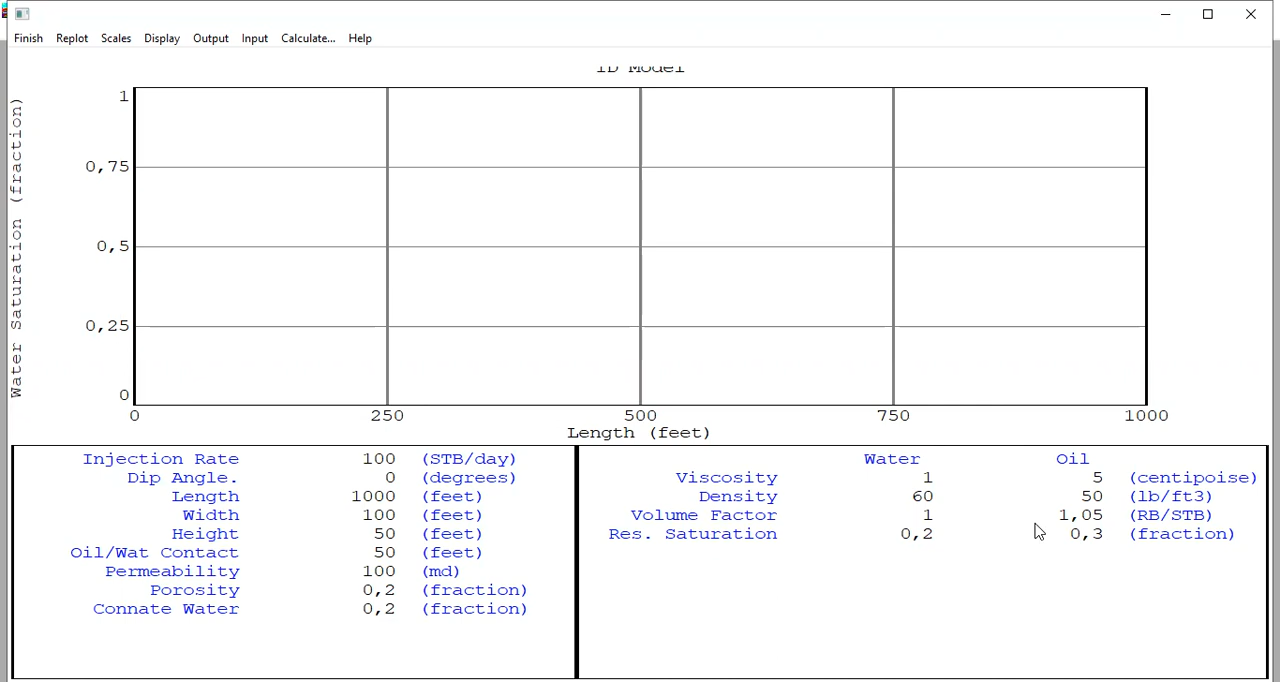 Finish Replot Scales Display Output Input Calculate... Help
1D Model
Water Saturation (fraction)
1
0,75
0,5
0,25
0
0 250 500 750 1000
Length (feet)
Injection Rate 100 (STB/day)
Dip Angle. 0 (degrees)
Length 1000 (feet)
Width 100 (feet)
Height 50 (feet)
Oil/Wat Contact 50 (feet)
Permeability 100 (md)
Porosity 0,2 (fraction)
Connate Water 0,2 (fraction)
Water Oil
Viscosity 1 5 (centipoise)
Density 60 50 (lb/ft3)
Volume Factor 1 1,05 (RB/STB)
Res. Saturation 0,2 0,3 (fraction)